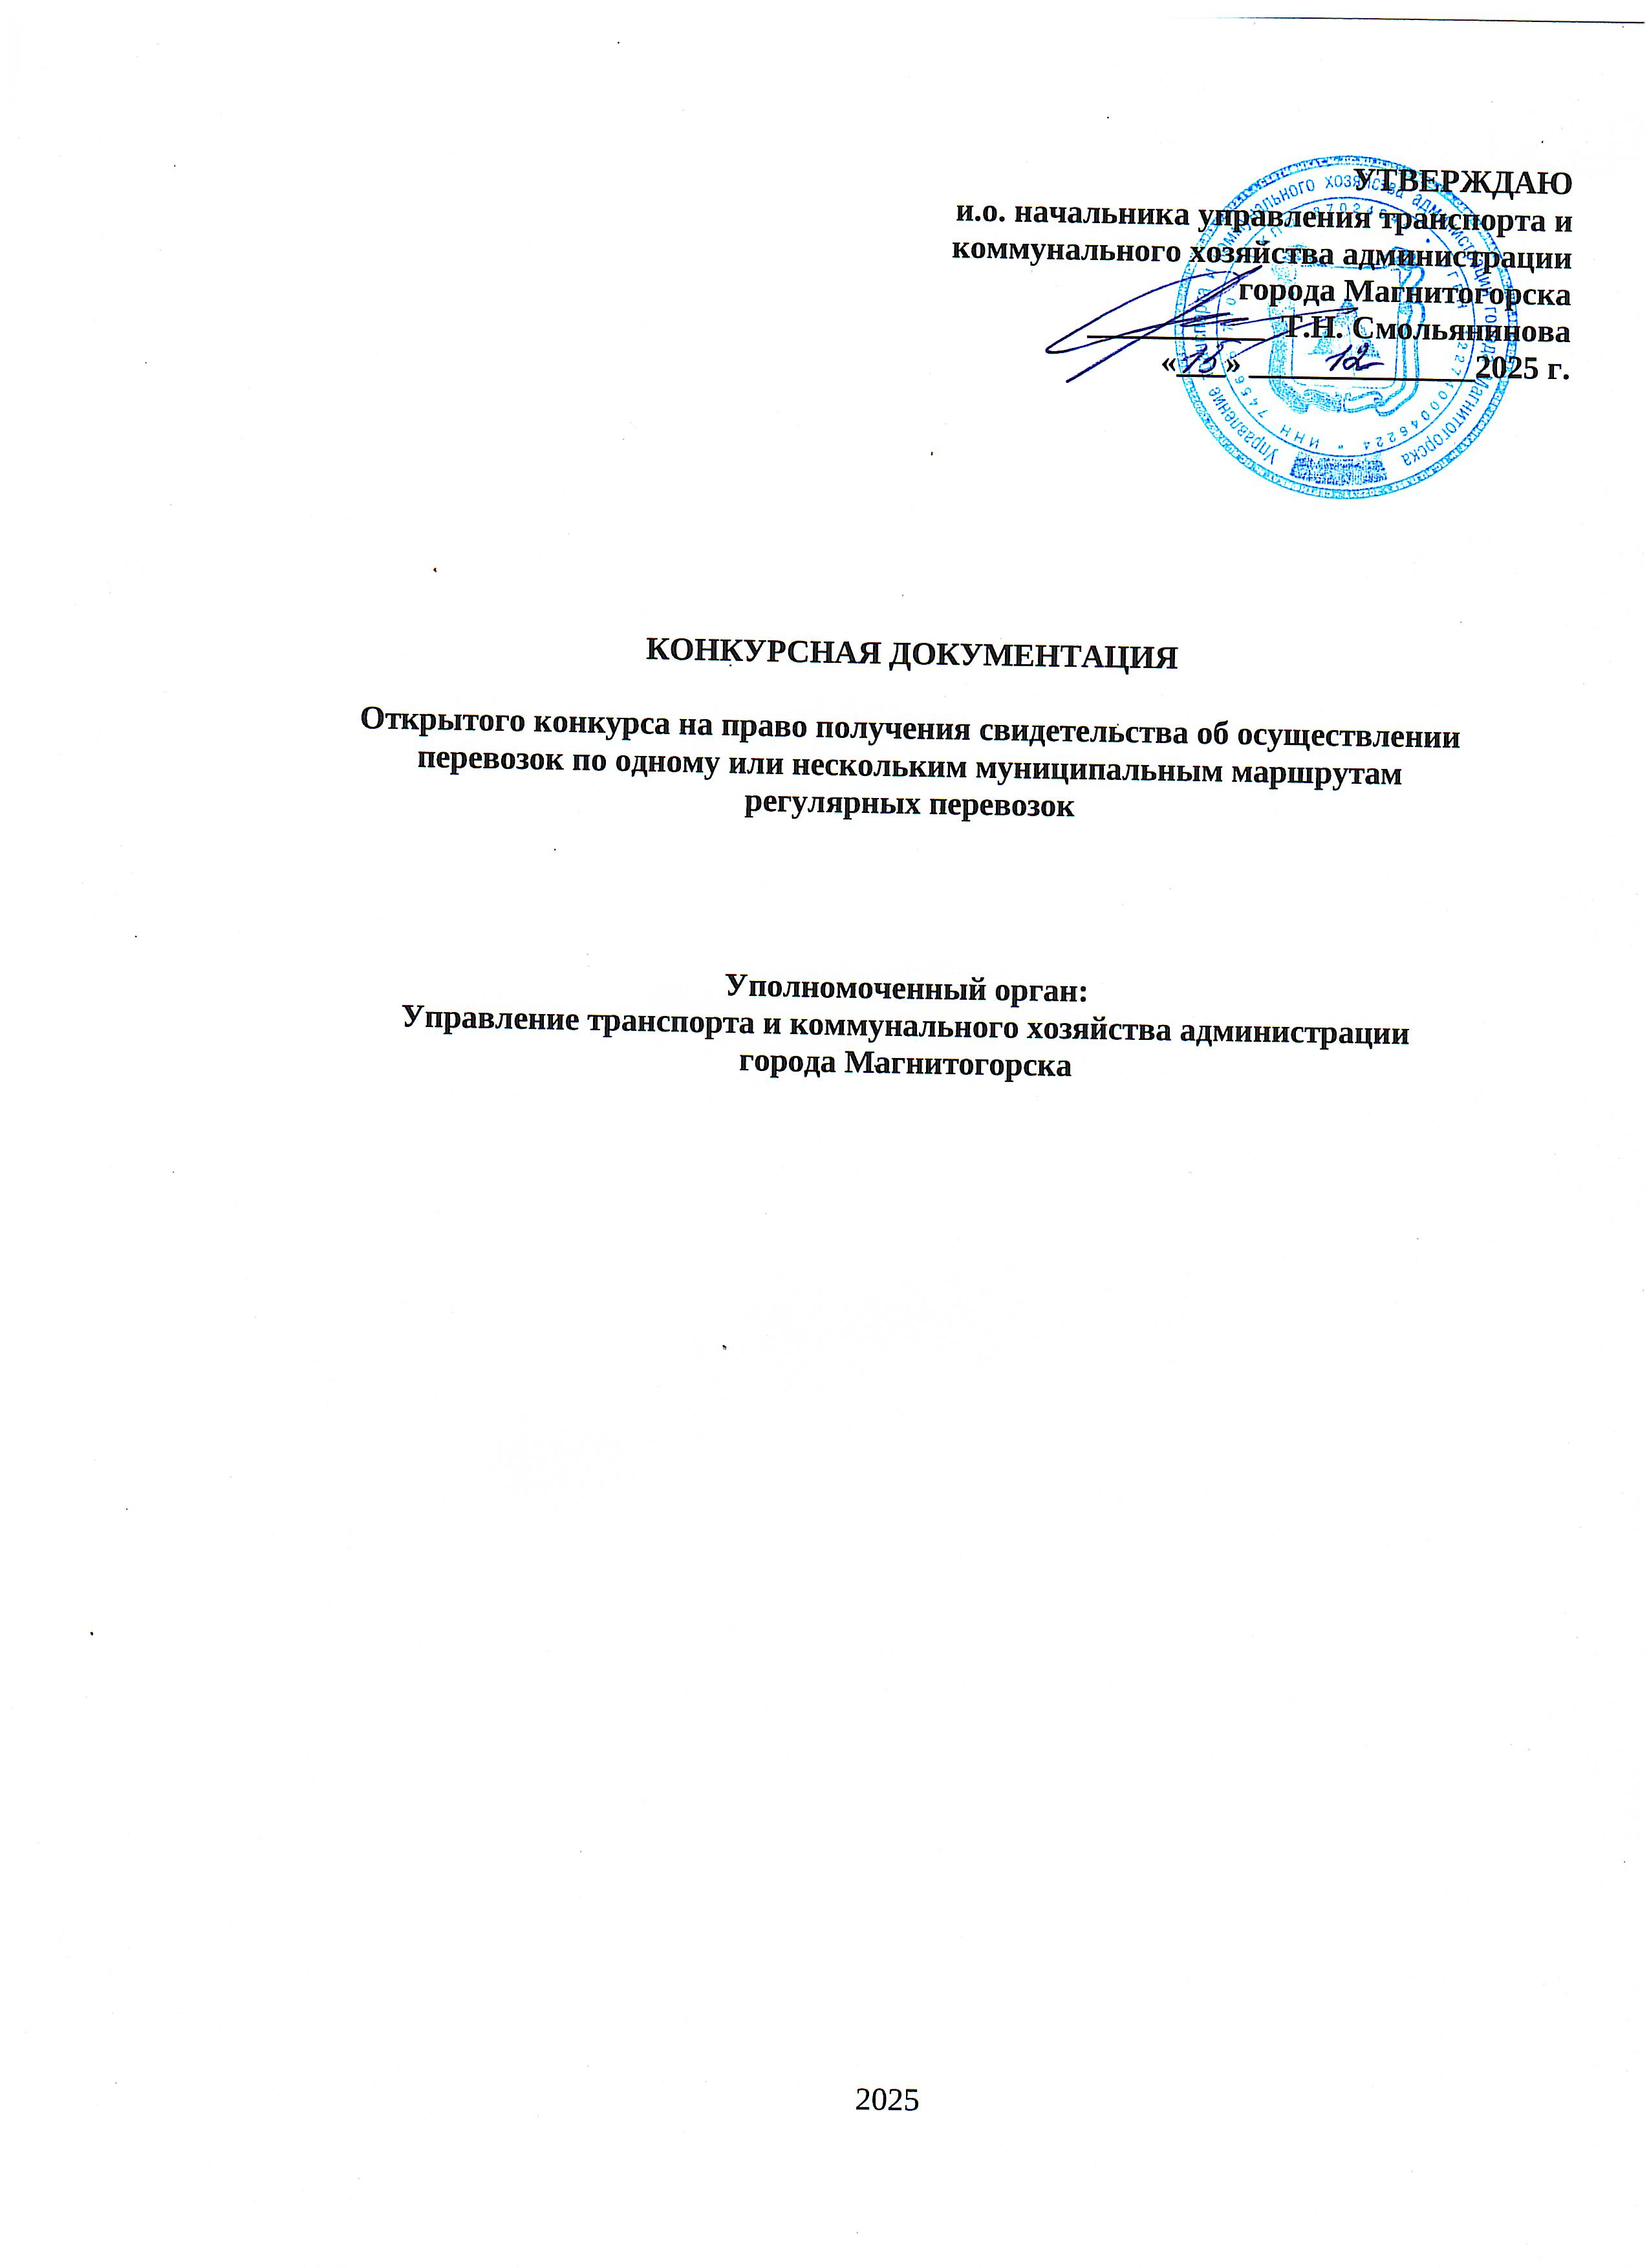 УТВЕРЖДАЮ
и.о. начальника управления транспорта и
коммунального хозяйства администрации
города Магнитогорска
Т.Н. Смольянинова
« » 12 2025 г.
КОНКУРСНАЯ ДОКУМЕНТАЦИЯ
Открытого конкурса на право получения свидетельства об осуществлении
перевозок по одному или нескольким муниципальным маршрутам
регулярных перевозок
Уполномоченный орган:
Управление транспорта и коммунального хозяйства администрации
города Магнитогорска
2025